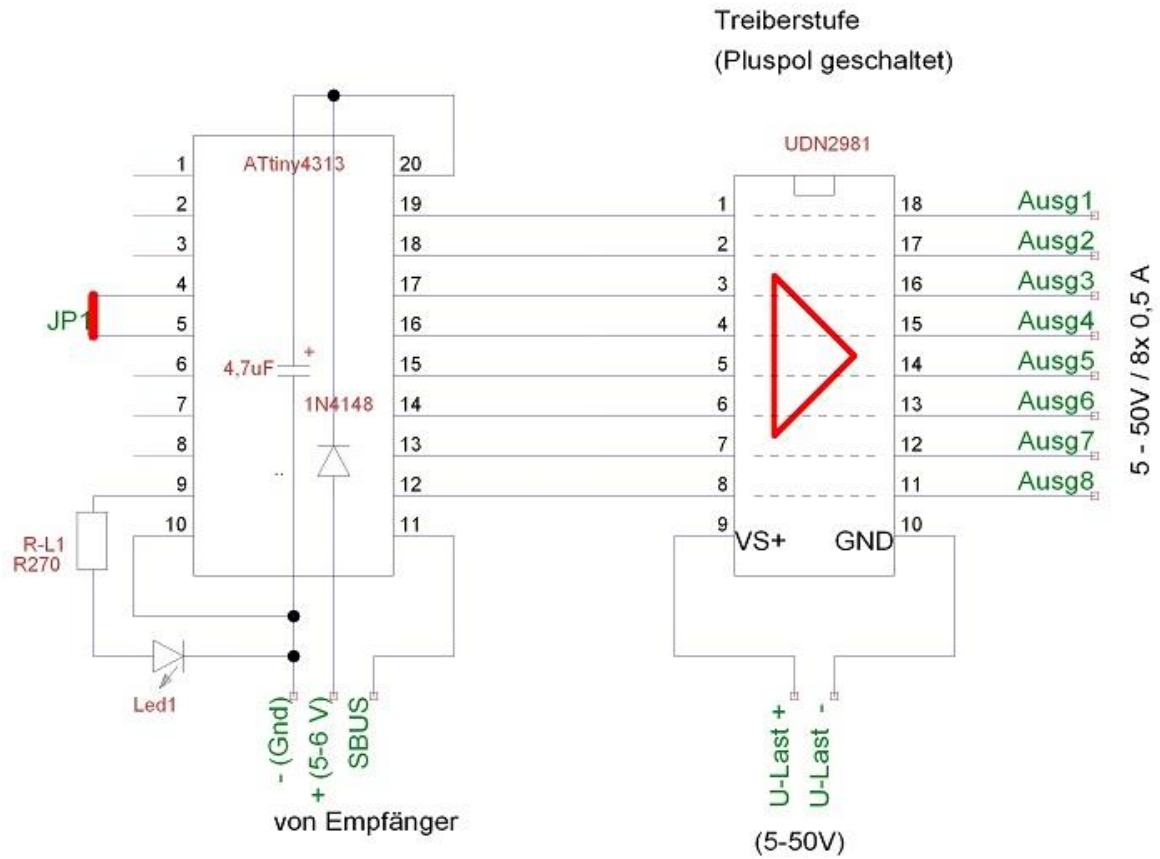 Treiberstufe
(Pluspol geschaltet)
ATtiny4313
UDN2981
1
2
3
4
5
6
7
8
9
10
20
19
18
17
16
15
14
13
12
11
JP1
4,7uF
+
1N4148
R-L1
R270
Led1
- (Gnd)
+ (5-6 V)
SBUS
von Empfänger
1
2
3
4
5
6
7
8
9
VS+
GND
18
17
16
15
14
13
12
11
10
Ausg1
Ausg2
Ausg3
Ausg4
Ausg5
Ausg6
Ausg7
Ausg8
5 - 50V / 8x 0,5 A
U-Last +
U-Last -
(5-50V)